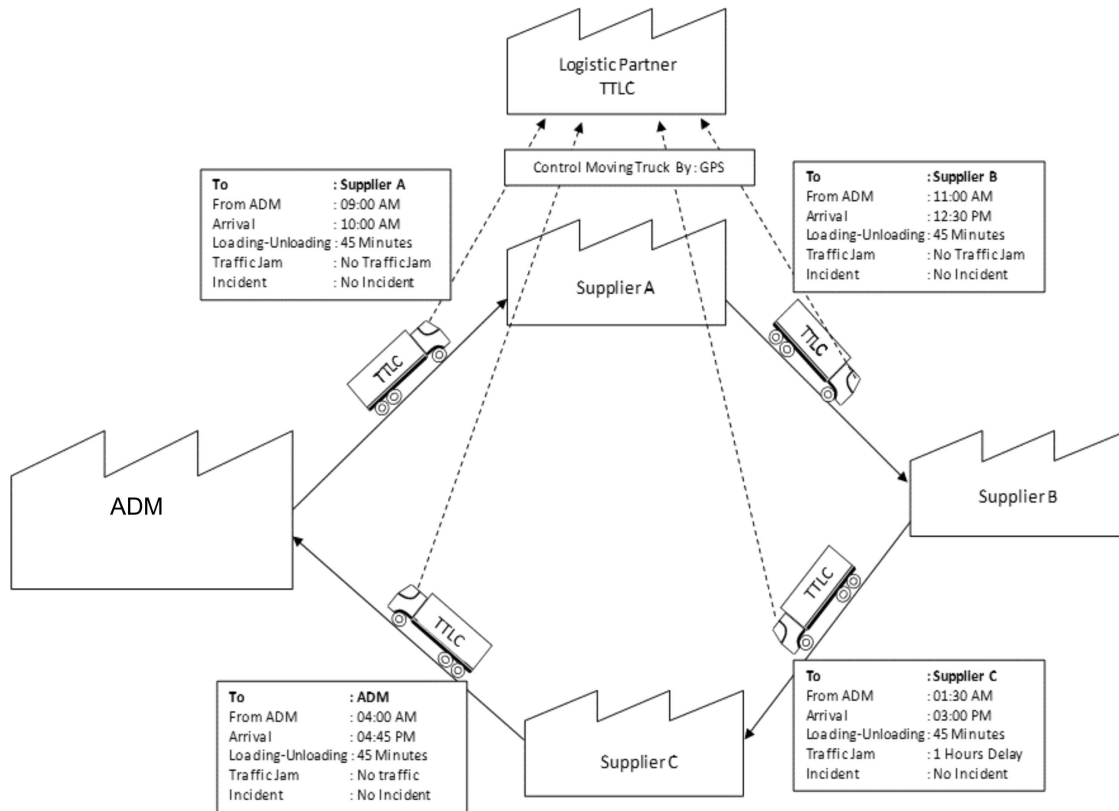 Logistic Partner
TTLC
Control Moving Truck By : GPS
To : Supplier A
From ADM : 09:00 AM
Arrival : 10:00 AM
Loading-Unloading : 45 Minutes
Traffic Jam : No Traffic Jam
Incident : No Incident
To : Supplier B
From ADM : 11:00 AM
Arrival : 12:30 PM
Loading-Unloading : 45 Minutes
Traffic Jam : No Traffic Jam
Incident : No Incident
Supplier A
TTLC
TTLC
ADM
Supplier B
TTLC
TTLC
To : ADM
From ADM : 04:00 AM
Arrival : 04:45 PM
Loading-Unloading : 45 Minutes
Traffic Jam : No traffic
Incident : No Incident
Supplier C
To : Supplier C
From ADM : 01:30 AM
Arrival : 03:00 PM
Loading-Unloading : 45 Minutes
Traffic Jam : 1 Hours Delay
Incident : No Incident